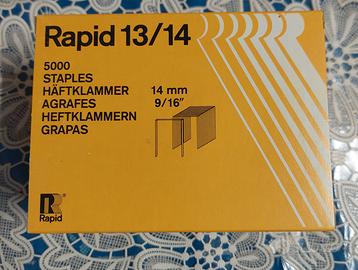 Rapid 13/14
5000
STAPLES
HÄFTKLAMMER
AGRAFES
HEFTKLAMMERN
GRAPAS
14 mm
9/16"
R
Rapid